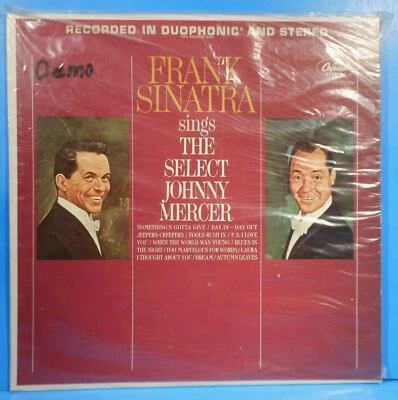 RECORDED IN DUOPHONIC AND STEREO
Demo
Capitol
FRANK
SINATRA
sings
THE
SELECT
JOHNNY
MERCER
SOMETHING'S GOTTA GIVE / DAY IN – DAY OUT
JEEPERS CREEPERS / FOOLS RUSH IN / P.S. I LOVE
YOU / WHEN THE WORLD WAS YOUNG / BLUES IN
THE NIGHT / TOO MARVELOUS FOR WORDS / LAURA
I THOUGHT ABOUT YOU / DREAM / AUTUMN LEAVES